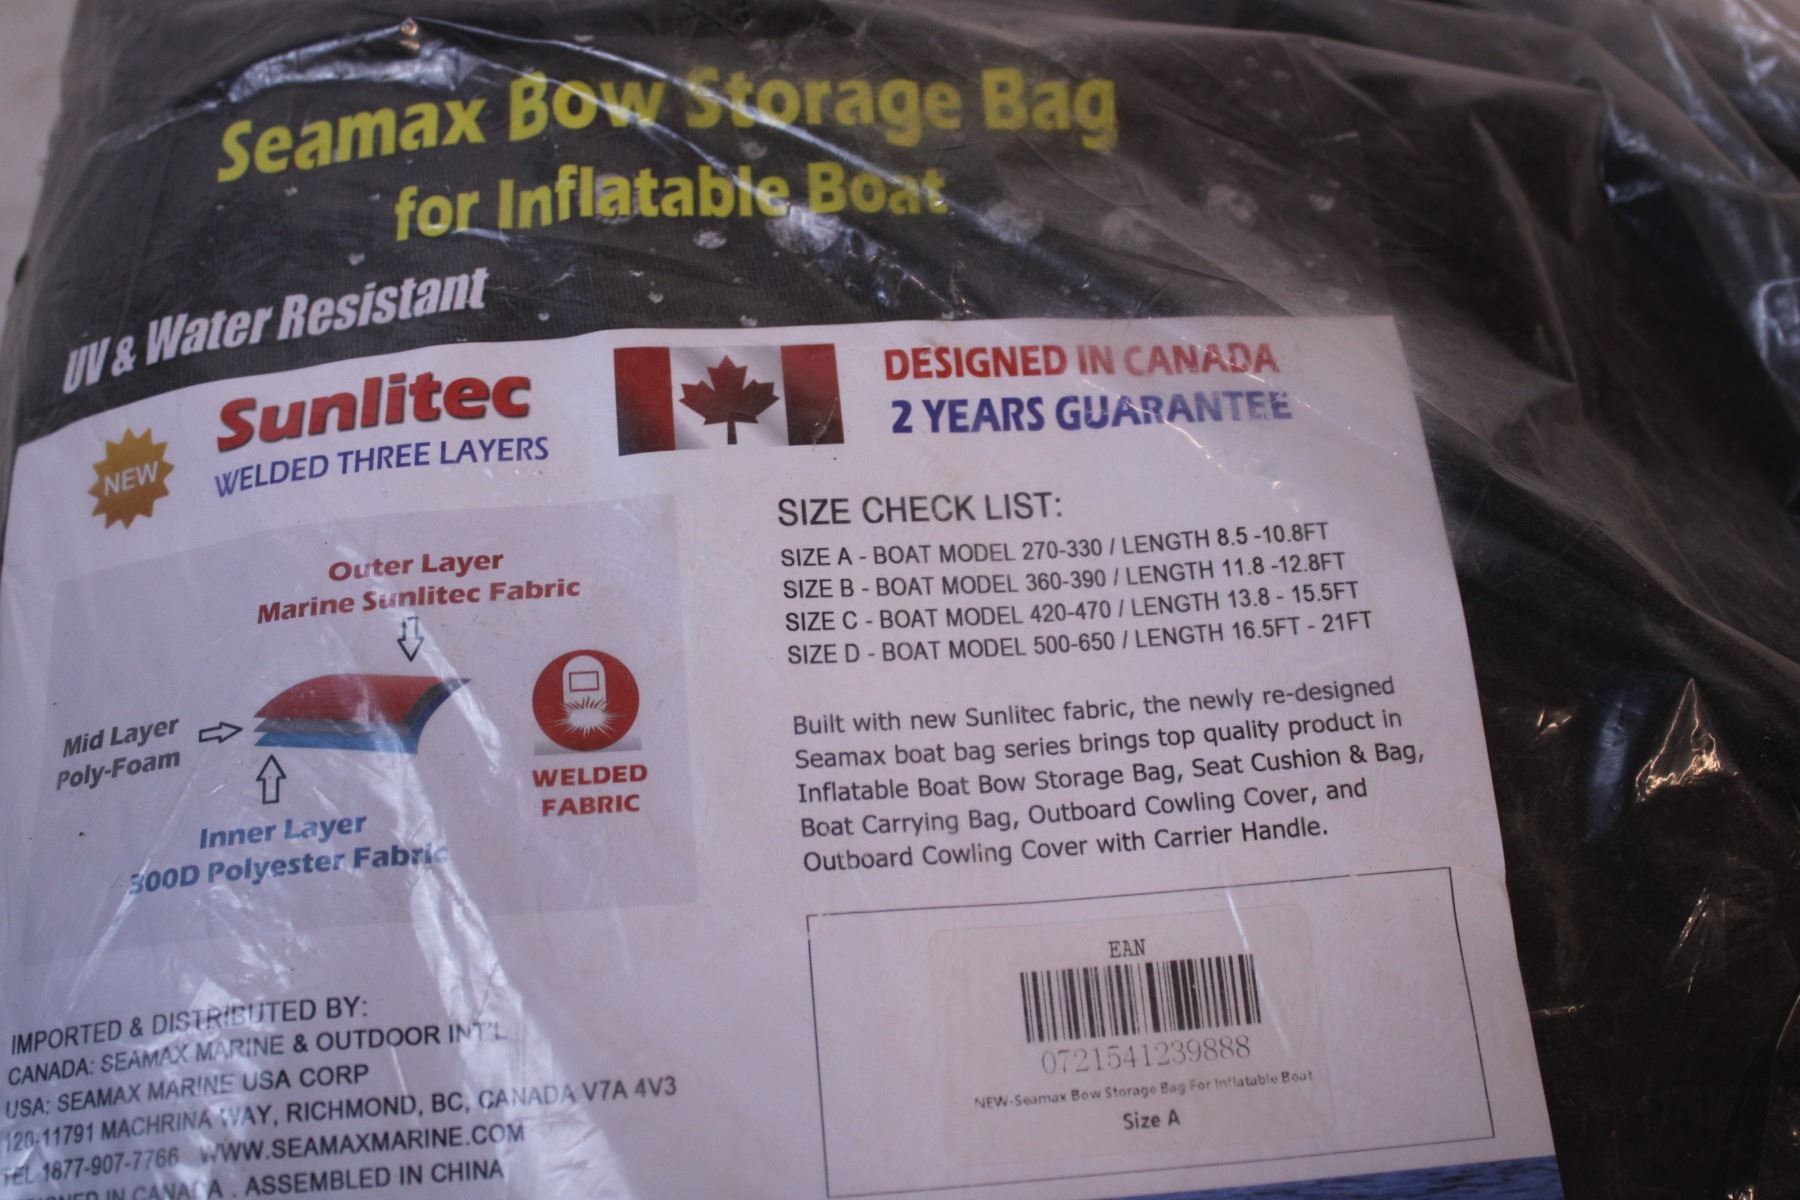 Seamax Bow Storage Bag
for Inflatable Boat
UV & Water Resistant
NEW
Sunlitec
WELDED THREE LAYERS
DESIGNED IN CANADA
2 YEARS GUARANTEE
Outer Layer
Marine Sunlitec Fabric
Mid Layer
Poly-Foam
Inner Layer
300D Polyester Fabric
WELDED
FABRIC
SIZE CHECK LIST:
SIZE A - BOAT MODEL 270-330 / LENGTH 8.5 -10.8FT
SIZE B - BOAT MODEL 360-390 / LENGTH 11.8 -12.8FT
SIZE C - BOAT MODEL 420-470 / LENGTH 13.8 - 15.5FT
SIZE D - BOAT MODEL 500-650 / LENGTH 16.5FT - 21FT
Built with new Sunlitec fabric, the newly re-designed
Seamax boat bag series brings top quality product in
Inflatable Boat Bow Storage Bag, Seat Cushion & Bag,
Boat Carrying Bag, Outboard Cowling Cover, and
Outboard Cowling Cover with Carrier Handle.
EAN
0721541239888
NEW-Seamax Bow Storage Bag For Inflatable Boat
Size A
IMPORTED & DISTRIBUTED BY:
CANADA: SEAMAX MARINE & OUTDOOR INT'L
USA: SEAMAX MARINE USA CORP
120-11791 MACHRINA WAY, RICHMOND, BC, CANADA V7A 4V3
TEL 1877-907-7766 WWW.SEAMAXMARINE.COM
IN CANADA . ASSEMBLED IN CHINA